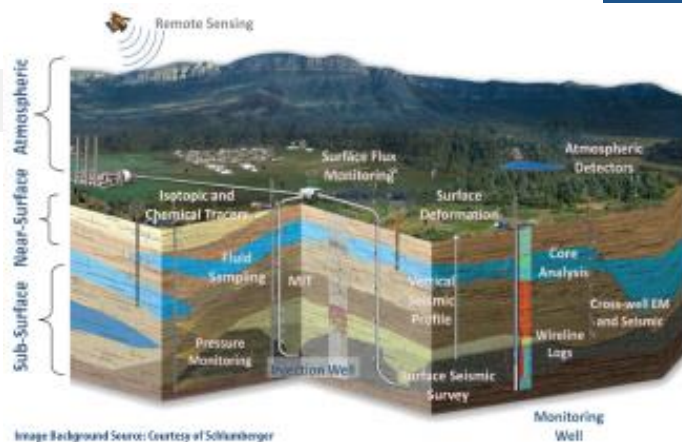 Remote Sensing
Atmospheric
Surface Flux
Monitoring
Atmospheric
Detectors
Near-Surface
Isotopic and
Chemical Tracers
Surface
Deformation
Sub-Surface
Fluid
Sampling
MIT
Vertical
Seismic
Profile
Core
Analysis
Cross-well EM
and Seismic
Pressure
Monitoring
Injection Well
Wireline
Logs
Surface Seismic
Survey
Monitoring
Well
Image Background Source: Courtesy of Schlumberger